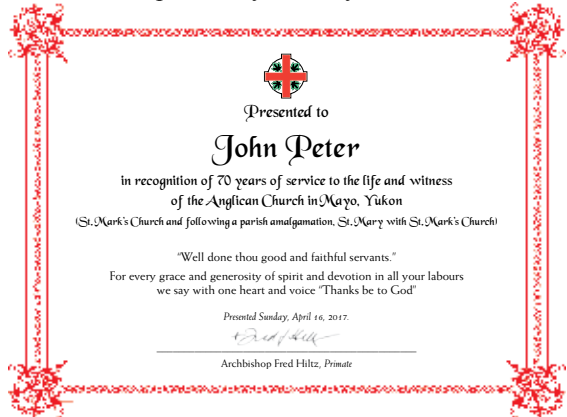 Presented to
John Peter
in recognition of 70 years of service to the life and witness
of the Anglican Church in Mayo, Yukon
(St. Mark's Church and following a parish amalgamation, St. Mary with St. Mark's Church)
"Well done thou good and faithful servants."
For every grace and generosity of spirit and devotion in all your labours
we say with one heart and voice "Thanks be to God"
Presented Sunday, April 16, 2017.
Archbishop Fred Hiltz, Primate